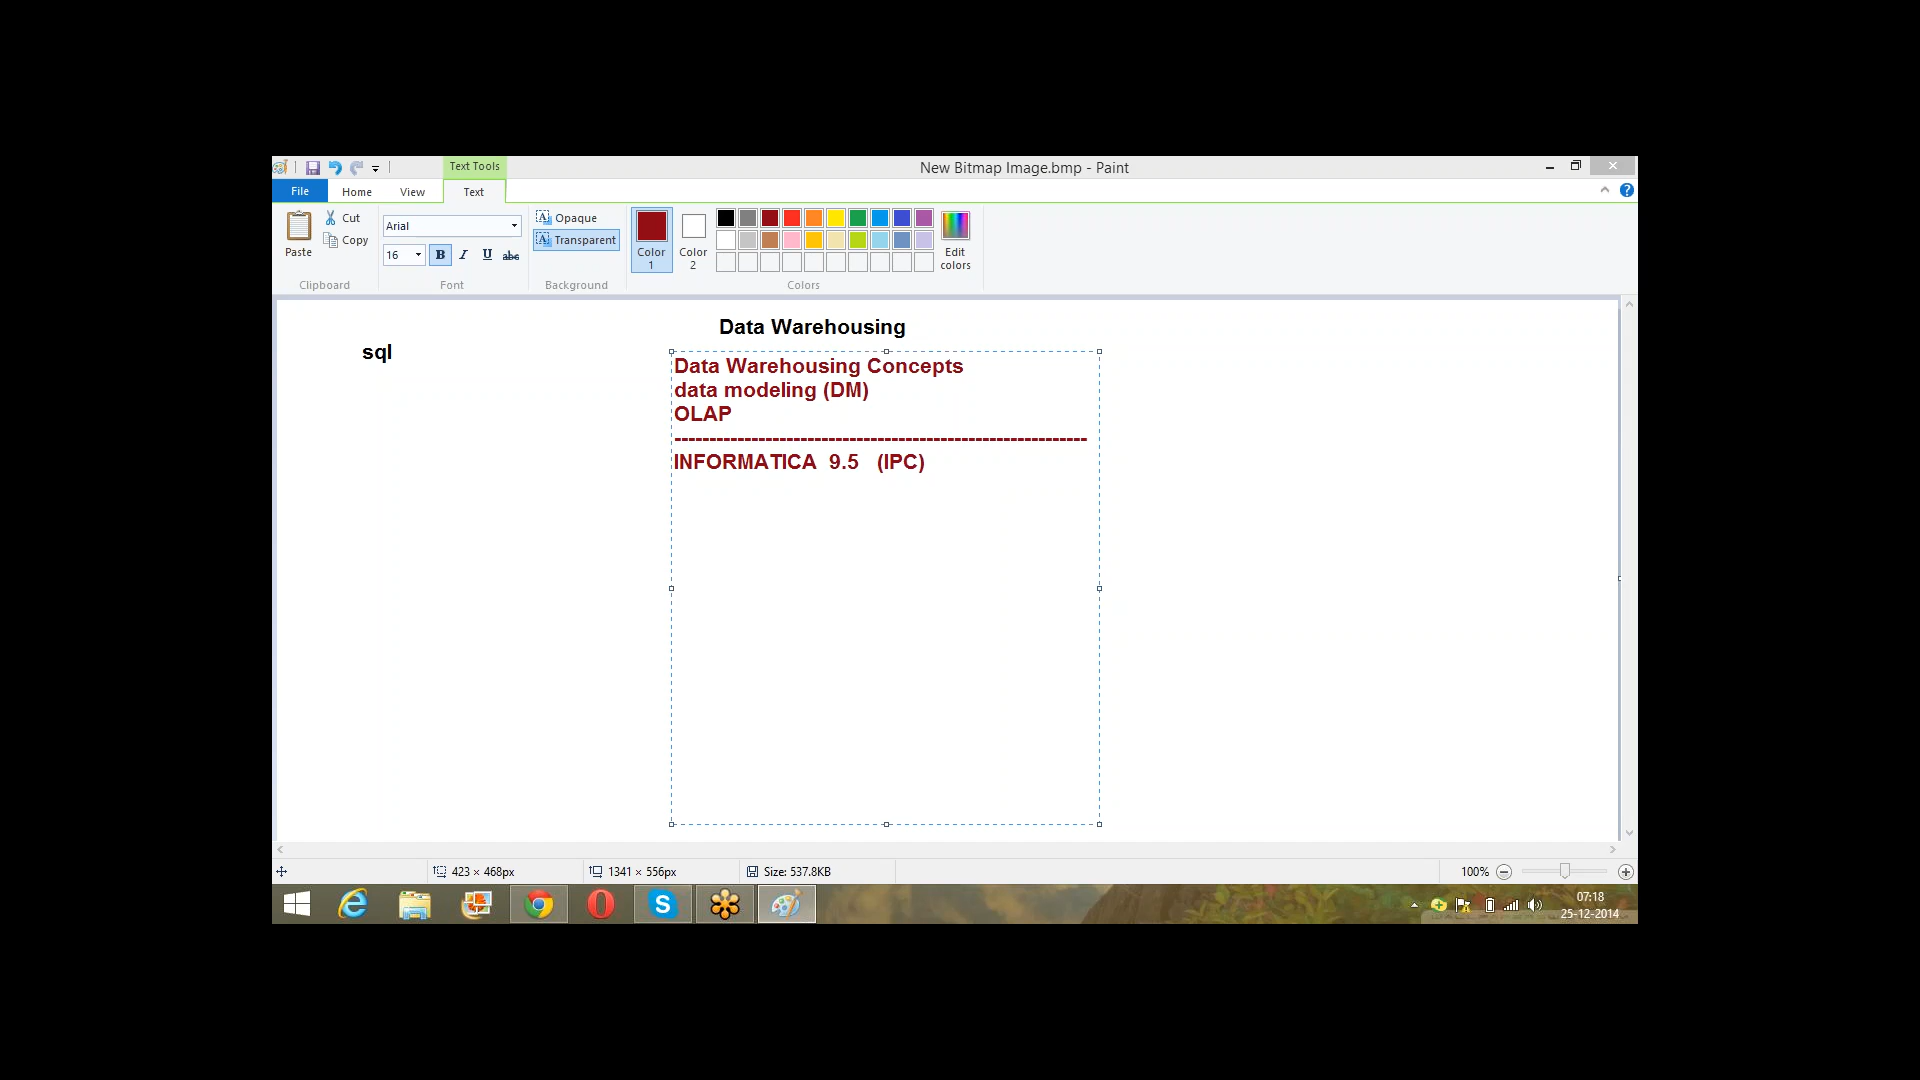 Text Tools
New Bitmap Image.bmp - Paint
File
Home
View
Text
Paste
Cut
Copy
Clipboard
Arial
16
B I U abc
Font
Opaque
Transparent
Background
Color 1
Color 2
Edit colors
Colors
Data Warehousing
sql
Data Warehousing Concepts
data modeling (DM)
OLAP
-----------------------------------------------------------
INFORMATICA 9.5 (IPC)
423 × 468px
1341 × 556px
Size: 537.8KB
100%
07:18
25-12-2014